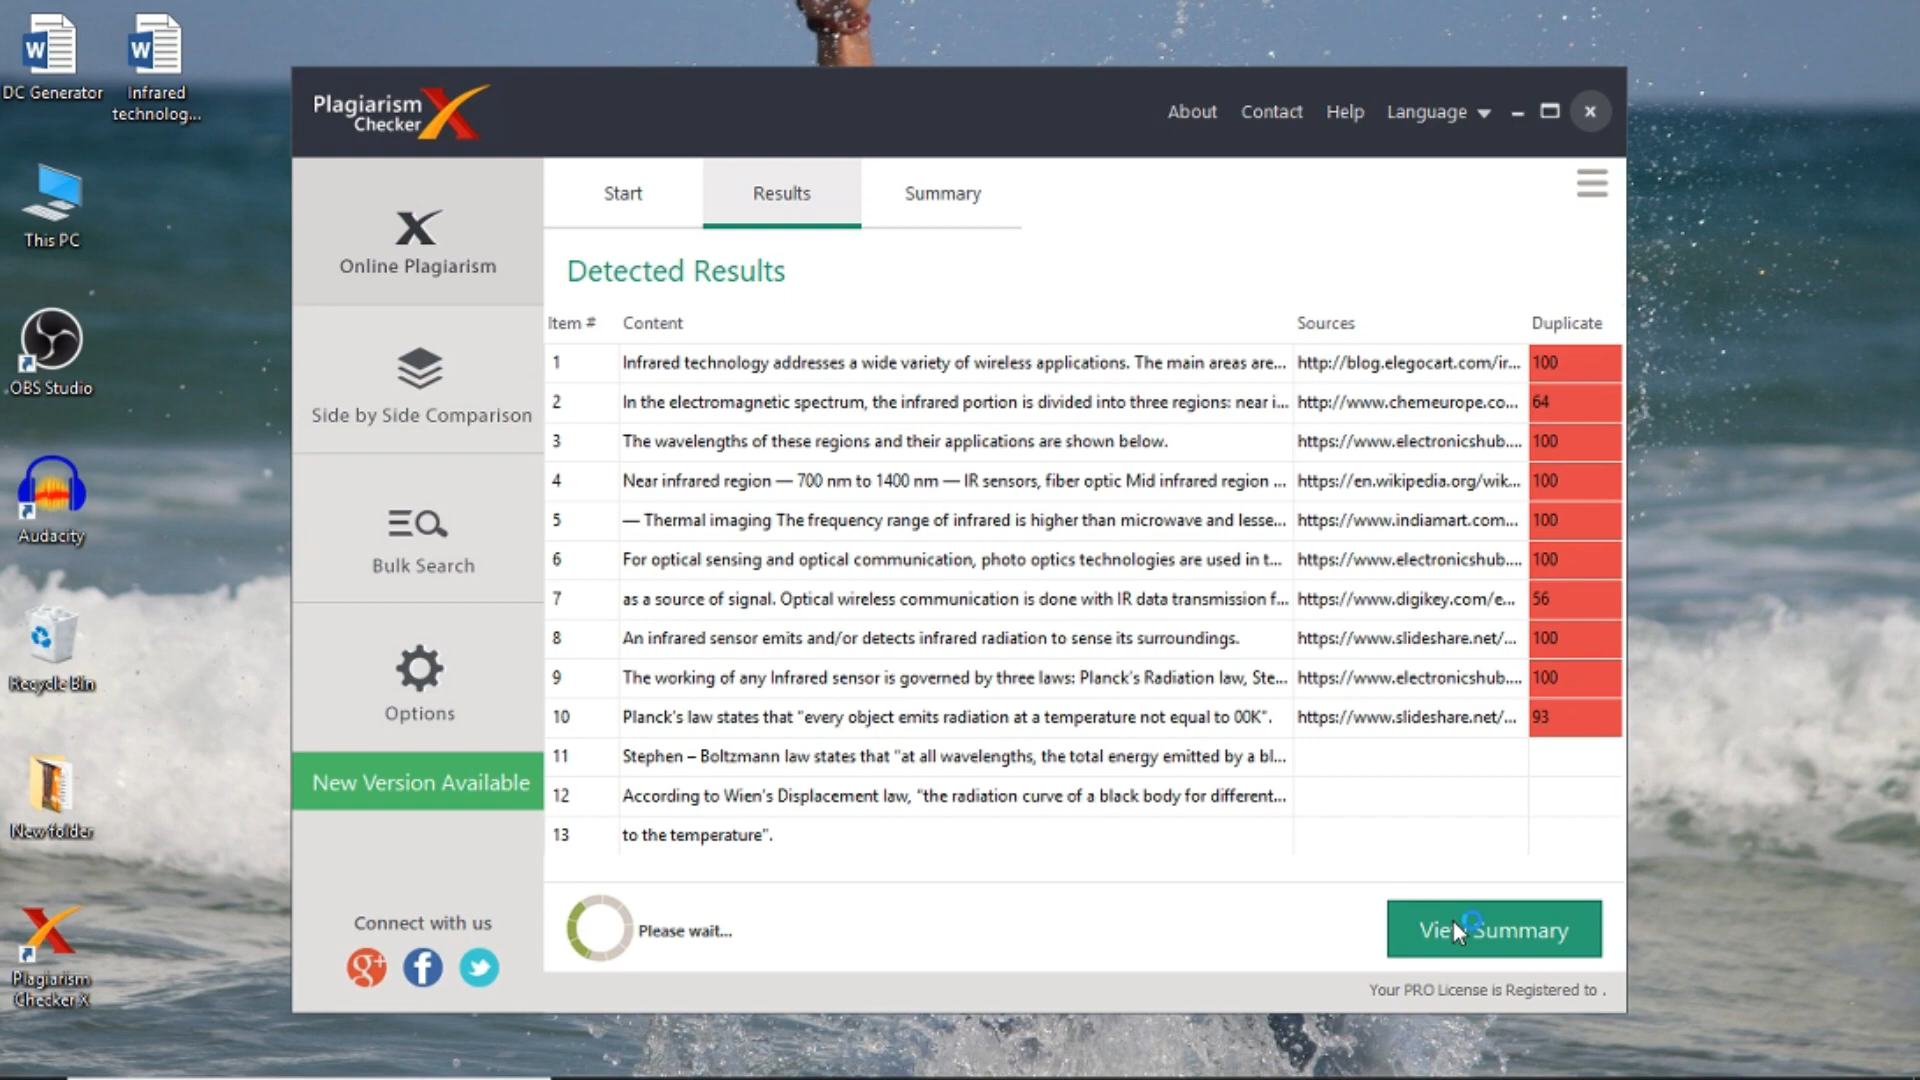 DC Generator
Infrared
technolog...
This PC
OBS Studio
Audacity
Recycle Bin
New folder
Plagiarism
Checker X
Plagiarism
Checker
About
Contact
Help
Language
Online Plagiarism
Side by Side Comparison
Bulk Search
Options
New Version Available
Connect with us
Start
Results
Summary
Detected Results
Item # Content Sources Duplicate
1 Infrared technology addresses a wide variety of wireless applications. The main areas are... http://blog.elegocart.com/ir... 100
2 In the electromagnetic spectrum, the infrared portion is divided into three regions: near i... http://www.chemeurope.co... 64
3 The wavelengths of these regions and their applications are shown below. https://www.electronicshub.... 100
4 Near infrared region — 700 nm to 1400 nm — IR sensors, fiber optic Mid infrared region ... https://en.wikipedia.org/wik... 100
5 — Thermal imaging The frequency range of infrared is higher than microwave and lesse... https://www.indiamart.com... 100
6 For optical sensing and optical communication, photo optics technologies are used in t... https://www.electronicshub.... 100
7 as a source of signal. Optical wireless communication is done with IR data transmission f... https://www.digikey.com/e... 56
8 An infrared sensor emits and/or detects infrared radiation to sense its surroundings. https://www.slideshare.net/... 100
9 The working of any Infrared sensor is governed by three laws: Planck's Radiation law, Ste... https://www.electronicshub.... 100
10 Planck's law states that "every object emits radiation at a temperature not equal to 00K". https://www.slideshare.net/... 93
11 Stephen – Boltzmann law states that "at all wavelengths, the total energy emitted by a bl...
12 According to Wien's Displacement law, "the radiation curve of a black body for different...
13 to the temperature".
Please wait...
View Summary
Your PRO License is Registered to .